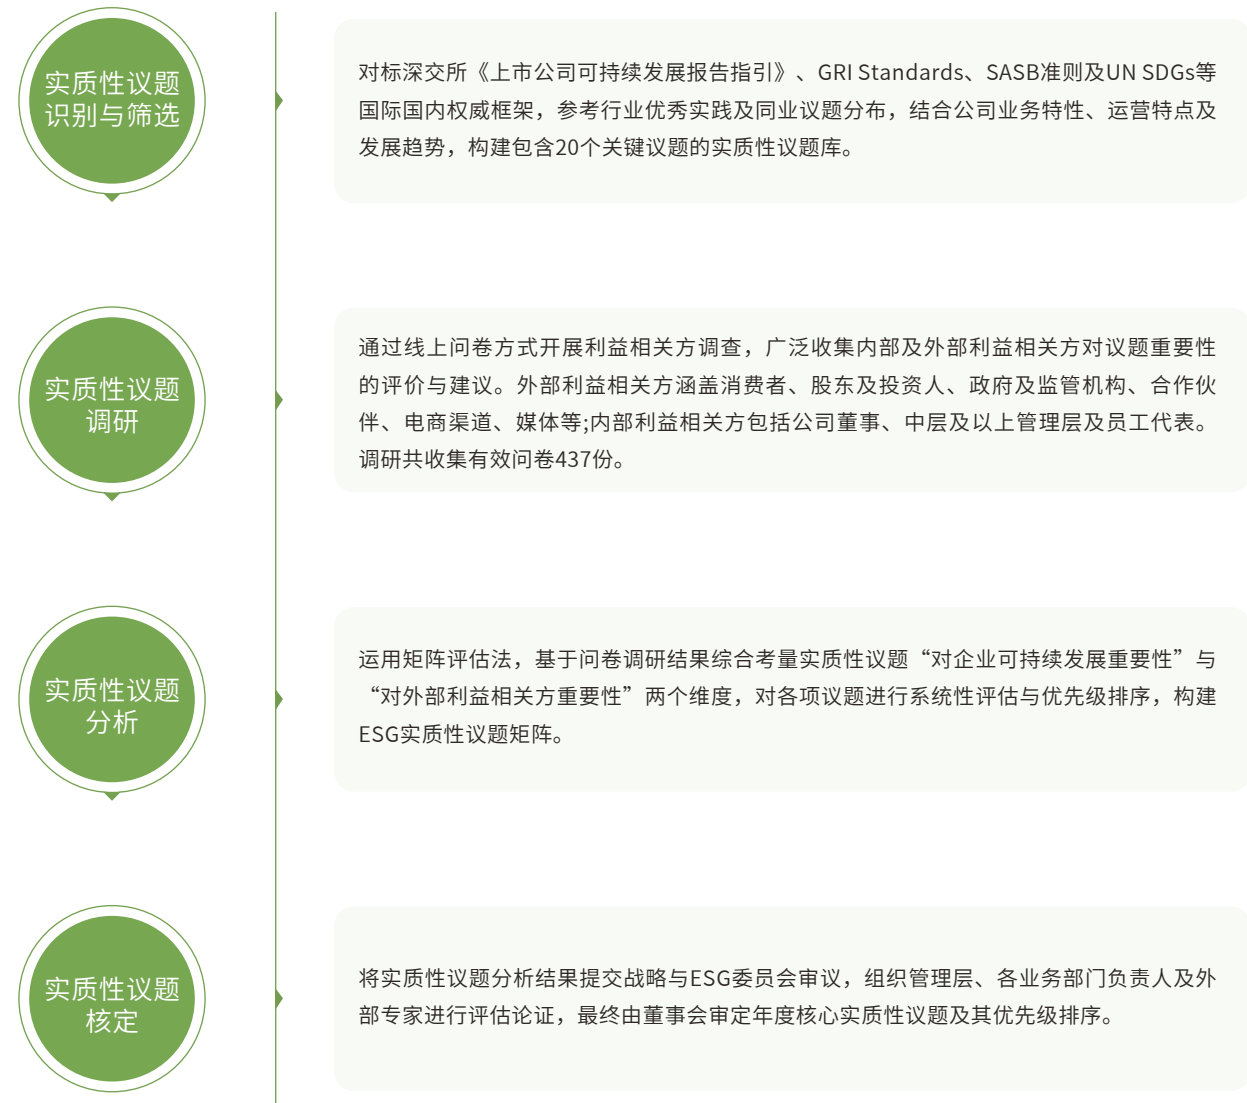 实质性议题
识别与筛选
对标深交所《上市公司可持续发展报告指引》、GRI Standards、SASB准则及UN SDGs等
国际国内权威框架，参考行业优秀实践及同业议题分布，结合公司业务特性、运营特点及
发展趋势，构建包含20个关键议题的实质性议题库。
实质性议题
调研
通过线上问卷方式开展利益相关方调查，广泛收集内部及外部利益相关方对议题重要性
的评价与建议。外部利益相关方涵盖消费者、股东及投资人、政府及监管机构、合作伙
伴、电商渠道、媒体等;内部利益相关方包括公司董事、中层及以上管理层及员工代表。
调研共收集有效问卷437份。
实质性议题
分析
运用矩阵评估法，基于问卷调研结果综合考量实质性议题“对企业可持续发展重要性”与
“对外部利益相关方重要性”两个维度，对各项议题进行系统性评估与优先级排序，构建
ESG实质性议题矩阵。
实质性议题
核定
将实质性议题分析结果提交战略与ESG委员会审议，组织管理层、各业务部门负责人及外
部专家进行评估论证，最终由董事会审定年度核心实质性议题及其优先级排序。